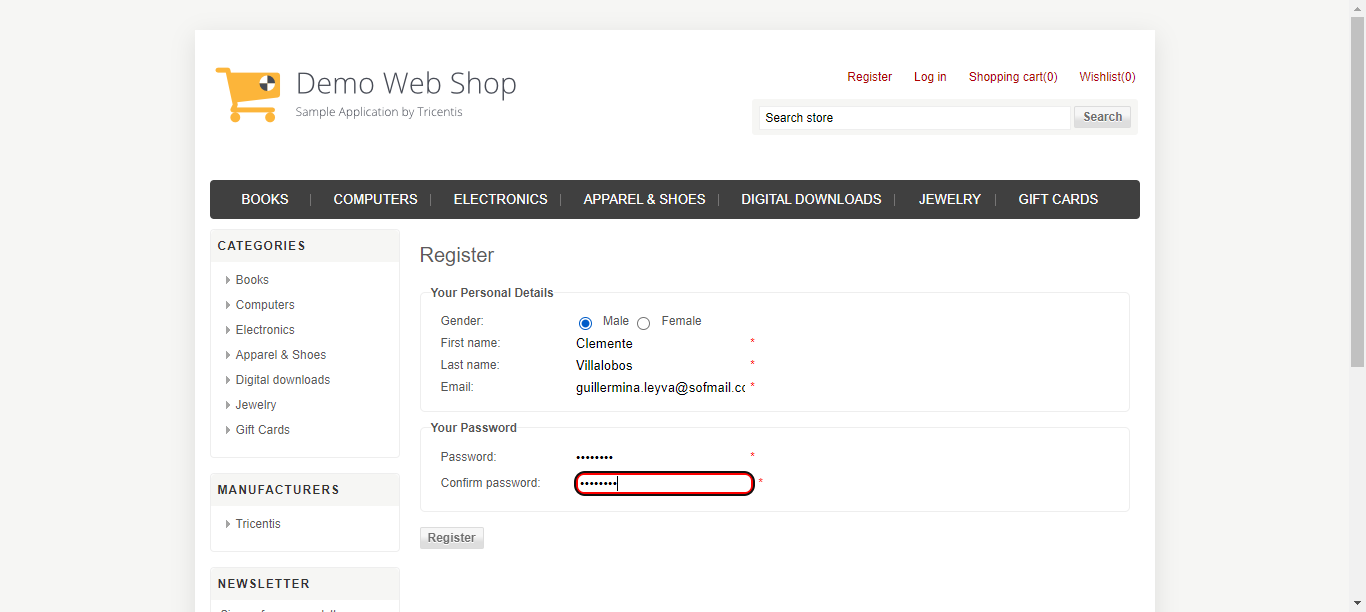 Demo Web Shop
Sample Application by Tricentis
Register Log in Shopping cart(0) Wishlist(0)
Search store Search
BOOKS COMPUTERS ELECTRONICS APPAREL & SHOES DIGITAL DOWNLOADS JEWELRY GIFT CARDS
CATEGORIES
Books
Computers
Electronics
Apparel & Shoes
Digital downloads
Jewelry
Gift Cards
MANUFACTURERS
Tricentis
NEWSLETTER
Register
Your Personal Details
Gender: Male Female
First name: Clemente *
Last name: Villalobos *
Email: guillermina.leyva@sofmail.co *
Your Password
Password: •••••••• *
Confirm password: •••••••• *
Register